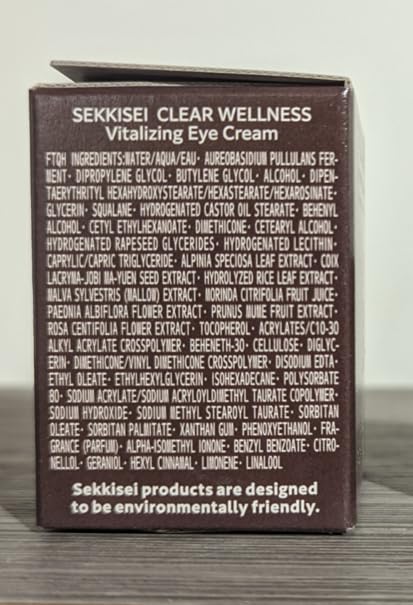 SEKKISEI CLEAR WELLNESS
Vitalizing Eye Cream
FTQH INGREDIENTS:WATER/AQUA/EAU· AUREOBASIDIUM PULLULANS FER-
MENT· DIPROPYLENE GLYCOL· BUTYLENE GLYCOL· ALCOHOL· DIPEN-
TAERYTHRITYL HEXAHYDROXYSTEARATE/HEXASTEARATE/HEXAROSINATE·
GLYCERIN· SQUALANE· HYDROGENATED CASTOR OIL STEARATE· BEHENYL
ALCOHOL· CETYL ETHYLHEXANOATE· DIMETHICONE· CETEARYL ALCOHOL·
HYDROGENATED RAPESEED GLYCERIDES· HYDROGENATED LECITHIN·
CAPRYLIC/CAPRIC TRIGLYCERIDE· ALPINIA SPECIOSA LEAF EXTRACT· COIX
LACRYMA-JOBI MA-YUEN SEED EXTRACT· HYDROLYZED RICE LEAF EXTRACT·
MALVA SYLVESTRIS (MALLOW) EXTRACT· MORINDA CITRIFOLIA FRUIT JUICE·
PAEONIA ALBIFLORA FLOWER EXTRACT· PRUNUS MUME FRUIT EXTRACT·
ROSA CENTIFOLIA FLOWER EXTRACT· TOCOPHEROL· ACRYLATES/C10-30
ALKYL ACRYLATE CROSSPOLYMER· BEHENETH-30· CELLULOSE· DIGLYC-
ERIN· DIMETHICONE/VINYL DIMETHICONE CROSSPOLYMER· DISODIUM EDTA·
ETHYL OLEATE· ETHYLHEXYLGLYCERIN· ISOHEXADECANE· POLYSORBATE
80· SODIUM ACRYLATE/SODIUM ACRYLOYLDIMETHYL TAURATE COPOLYMER·
SODIUM HYDROXIDE· SODIUM METHYL STEAROYL TAURATE· SORBITAN
OLEATE· SORBITAN PALMITATE· XANTHAN GUM· PHENOXYETHANOL· FRA-
GRANCE (PARFUM)· ALPHA-ISOMETHYL IONONE· BENZYL BENZOATE· CITRO-
NELLOL· GERANIOL· HEXYL CINNAMAL· LIMONENE· LINALOOL
Sekkisei products are designed
to be environmentally friendly.